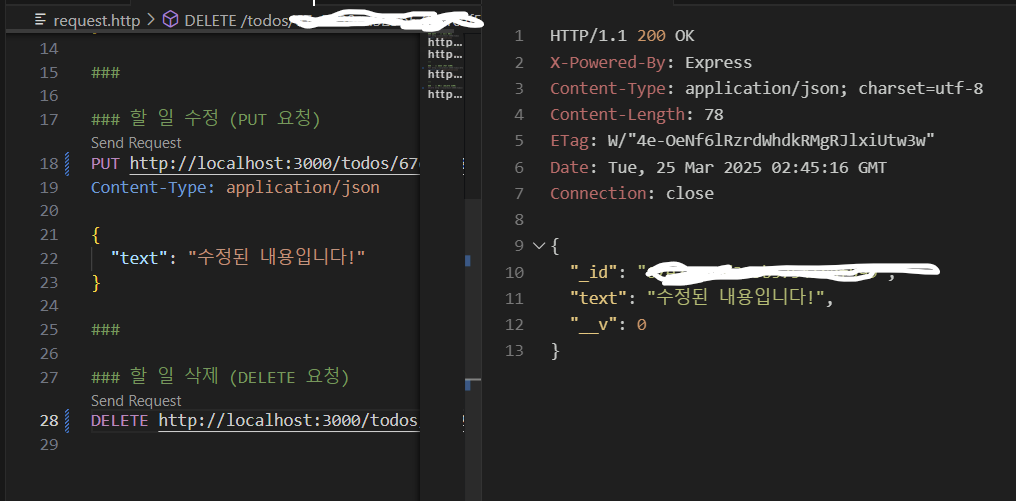 request.http > DELETE /todos/
14
15 ###
16
17 ### 할 일 수정 (PUT 요청)
Send Request
18 PUT http://localhost:3000/todos/67
19 Content-Type: application/json
20
21 {
22 "text": "수정된 내용입니다!"
23 }
24
25 ###
26
27 ### 할 일 삭제 (DELETE 요청)
Send Request
28 DELETE http://localhost:3000/todos
29
http...
http...
http...
http...
1 HTTP/1.1 200 OK
2 X-Powered-By: Express
3 Content-Type: application/json; charset=utf-8
4 Content-Length: 78
5 ETag: W/"4e-OeNf6lRzrdWhdkRMgRJlxiUtw3w"
6 Date: Tue, 25 Mar 2025 02:45:16 GMT
7 Connection: close
8
9 {
10 "_id": "
11 "text": "수정된 내용입니다!",
12 "__v": 0
13 }